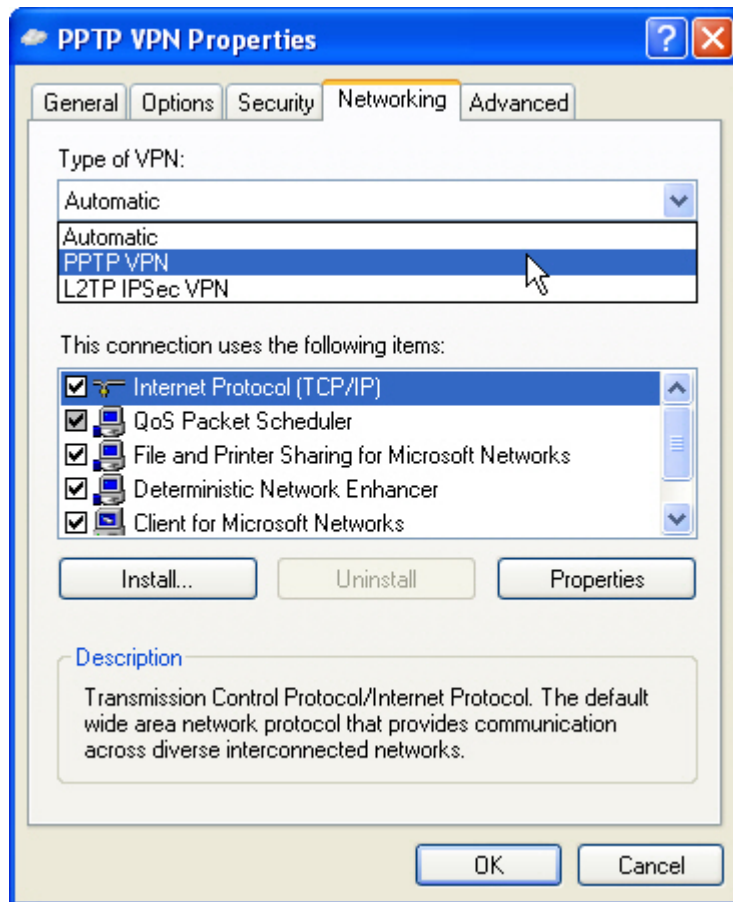 PPTP VPN Properties
General Options Security Networking Advanced
Type of VPN:
Automatic
Automatic
PPTP VPN
L2TP IPSec VPN
This connection uses the following items:
Internet Protocol (TCP/IP)
QoS Packet Scheduler
File and Printer Sharing for Microsoft Networks
Deterministic Network Enhancer
Client for Microsoft Networks
Install... Uninstall Properties
Description
Transmission Control Protocol/Internet Protocol. The default
wide area network protocol that provides communication
across diverse interconnected networks.
OK Cancel